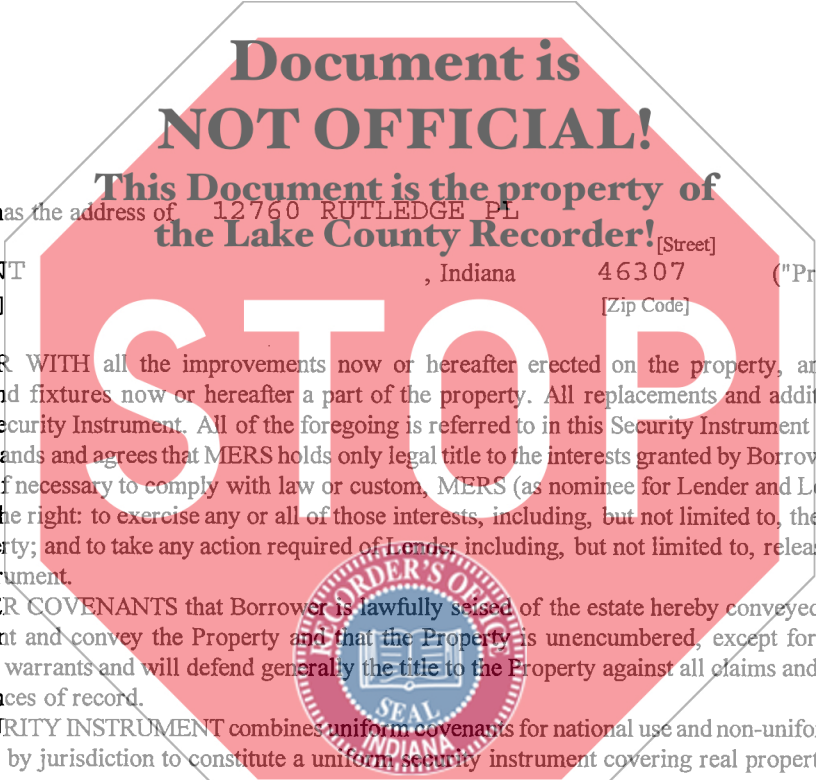 Document is
NOT OFFICIAL!
This Document is the property of
the Lake County Recorder!
as the address of 12760 RUTLEDGE PL
[Street]
NT , Indiana 46307 ("Pr
] [Zip Code]
STOP
R WITH all the improvements now or hereafter erected on the property, an
nd fixtures now or hereafter a part of the property. All replacements and addit
ecurity Instrument. All of the foregoing is referred to in this Security Instrument
ands and agrees that MERS holds only legal title to the interests granted by Borrow
f necessary to comply with law or custom, MERS (as nominee for Lender and Le
he right: to exercise any or all of those interests, including, but not limited to, the
rty; and to take any action required of Lender including, but not limited to, releas
rument.
R COVENANTS that Borrower is lawfully seised of the estate hereby conveyed
nt and convey the Property and that the Property is unencumbered, except for
warrants and will defend generally the title to the Property against all claims and
ces of record.
RITY INSTRUMENT combines uniform covenants for national use and non-unifo
by jurisdiction to constitute a uniform security instrument covering real propert
RECORDER'S OFFICE
SEAL
INDIANA